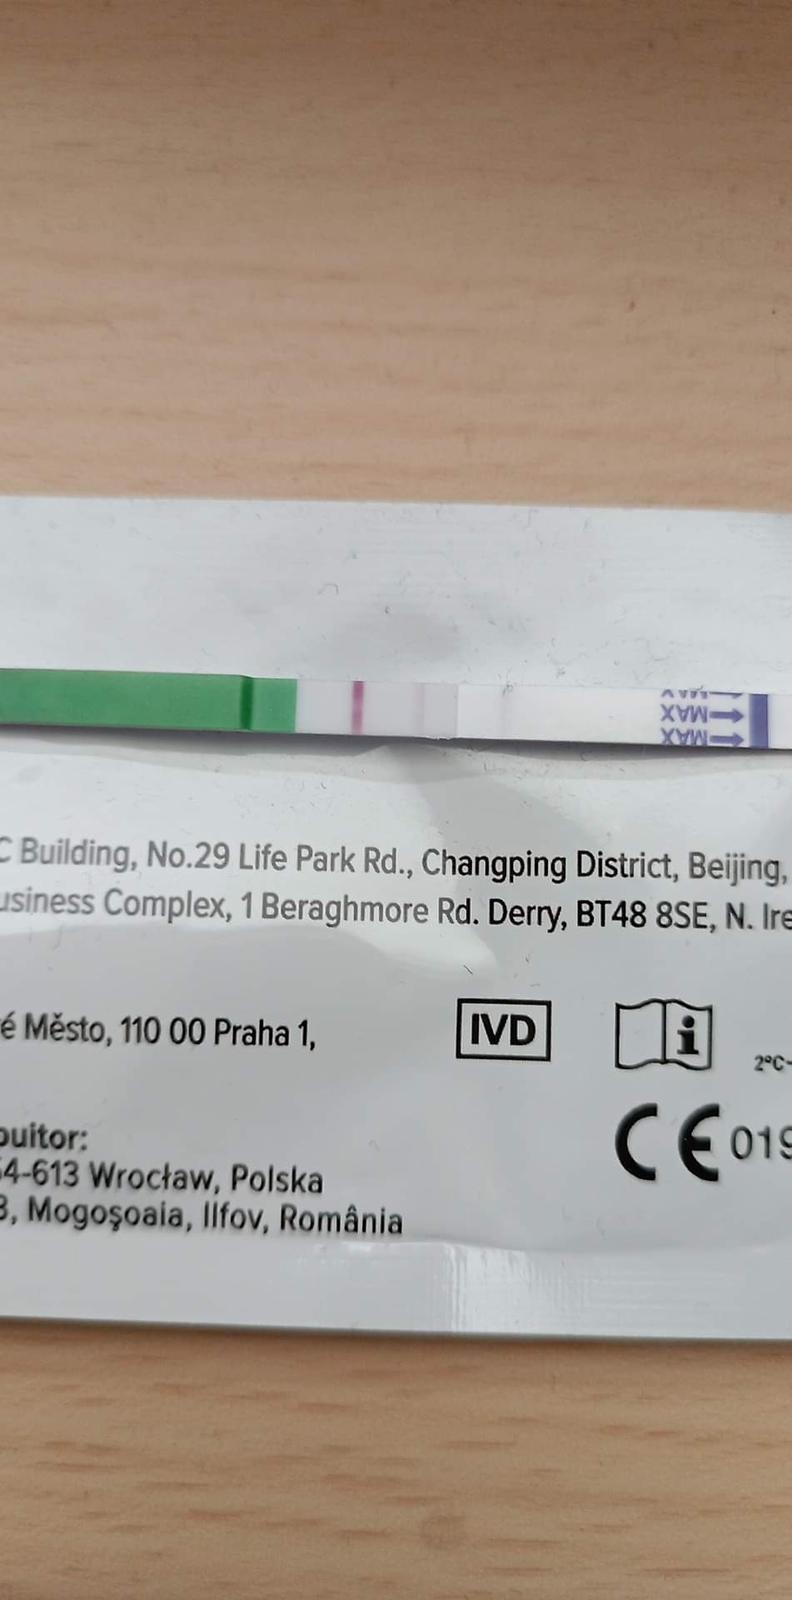 MAX
MAX
MAX
C Building, No.29 Life Park Rd., Changping District, Beijing,
usiness Complex, 1 Beraghmore Rd. Derry, BT48 8SE, N. Ire
é Město, 110 00 Praha 1,
IVD
i
2°C-
CE 019
buitor:
54-613 Wrocław, Polska
3, Mogoşoaia, Ilfov, România